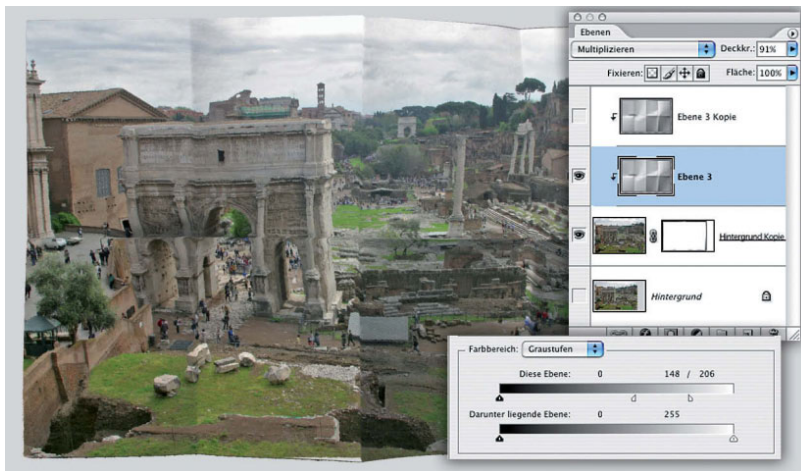 Ebenen
Multiplizieren Deckkr.: 91%
Fixieren: Fläche: 100%
Ebene 3 Kopie
Ebene 3
Hintergrund Kopie
Hintergrund
Farbbereich: Graustufen
Diese Ebene: 0 148 / 206
Darunter liegende Ebene: 0 255